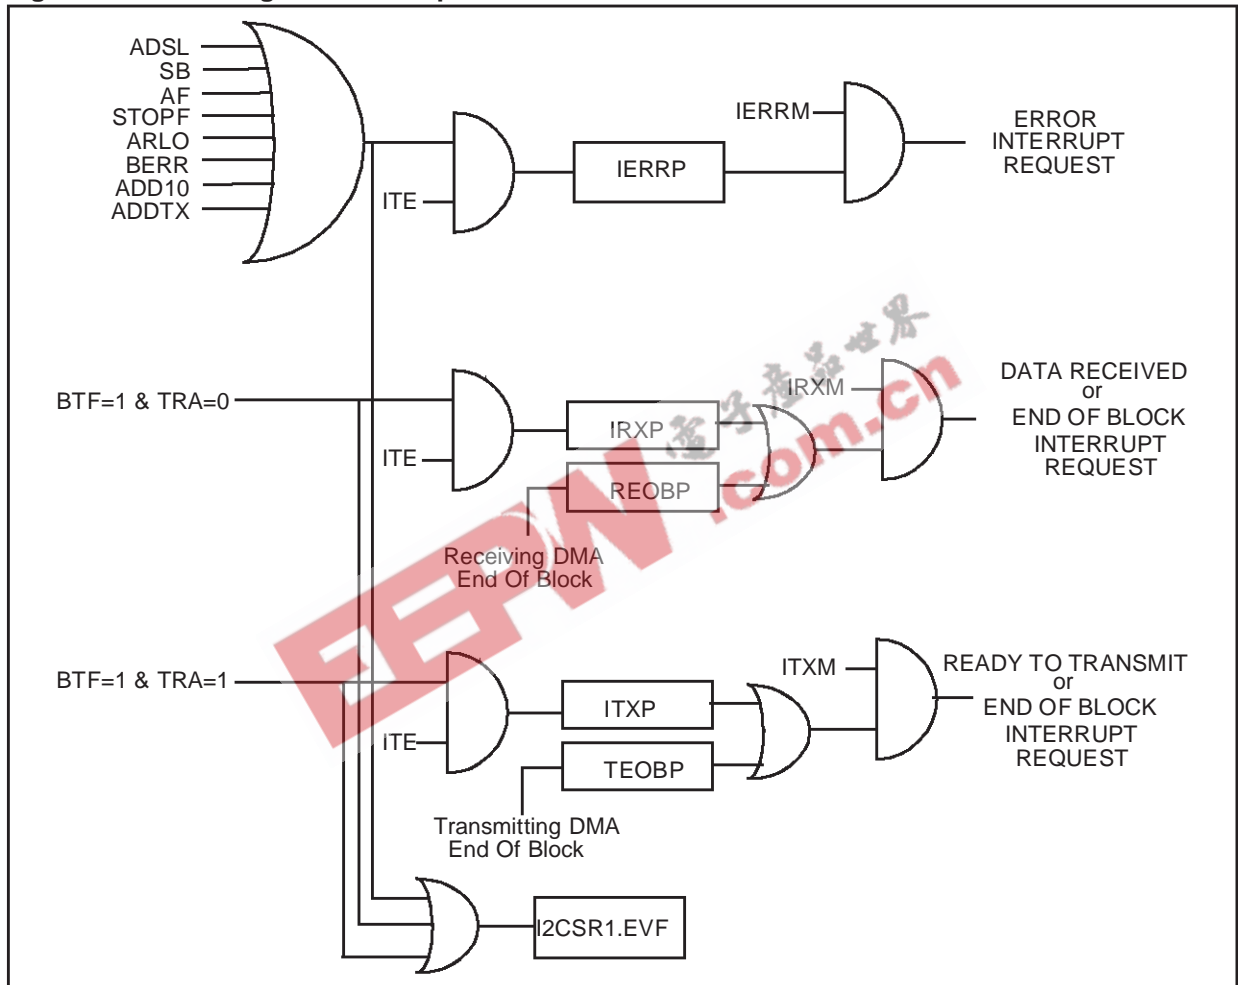 ADSL
SB
AF
STOPF
ARLO
BERR
ADD10
ADDTX
ITE
IERRP
IERRM
ERROR
INTERRUPT
REQUEST
BTF=1 & TRA=0
ITE
IRXP
REOBP
IRXM
DATA RECEIVED
or
END OF BLOCK
INTERRUPT
REQUEST
Receiving DMA
End Of Block
電子產品世界
.com.cn
EEPW
BTF=1 & TRA=1
ITE
ITXP
TEOBP
ITXM
READY TO TRANSMIT
or
END OF BLOCK
INTERRUPT
REQUEST
Transmitting DMA
End Of Block
I2CSR1.EVF